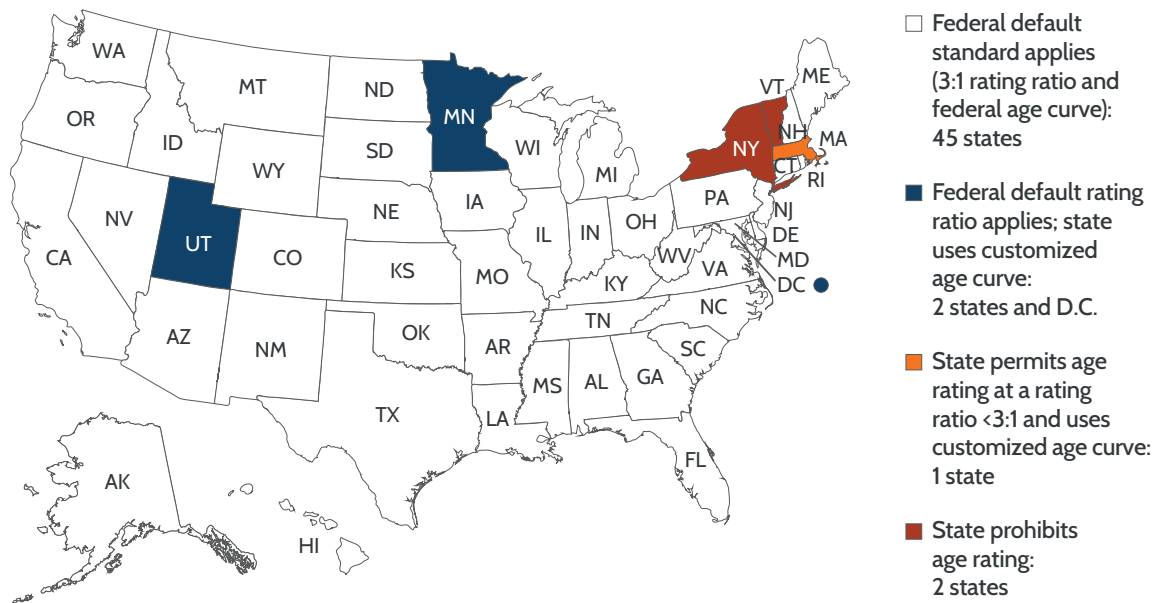 WA
OR
CA
NV
ID
MT
WY
UT
AZ
CO
NM
ND
SD
NE
KS
OK
TX
MN
IA
MO
AR
LA
WI
IL
MI
IN
OH
KY
TN
MS
AL
GA
FL
SC
NC
VA
WV
PA
NY
VT
ME
NH
MA
CT
RI
NJ
DE
MD
DC
AK
HI
Federal default
standard applies
(3:1 rating ratio and
federal age curve):
45 states
Federal default rating
ratio applies; state
uses customized
age curve:
2 states and D.C.
State permits age
rating at a rating
ratio <3:1 and uses
customized age curve:
1 state
State prohibits
age rating:
2 states